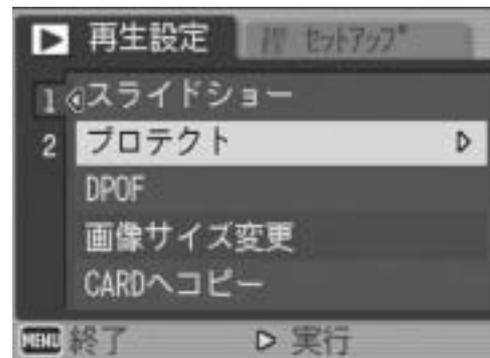 再生設定 セットアップ
1 スライドショー
2 プロテクト
DPOF
画像サイズ変更
CARDへコピー
MENU 終了 実行